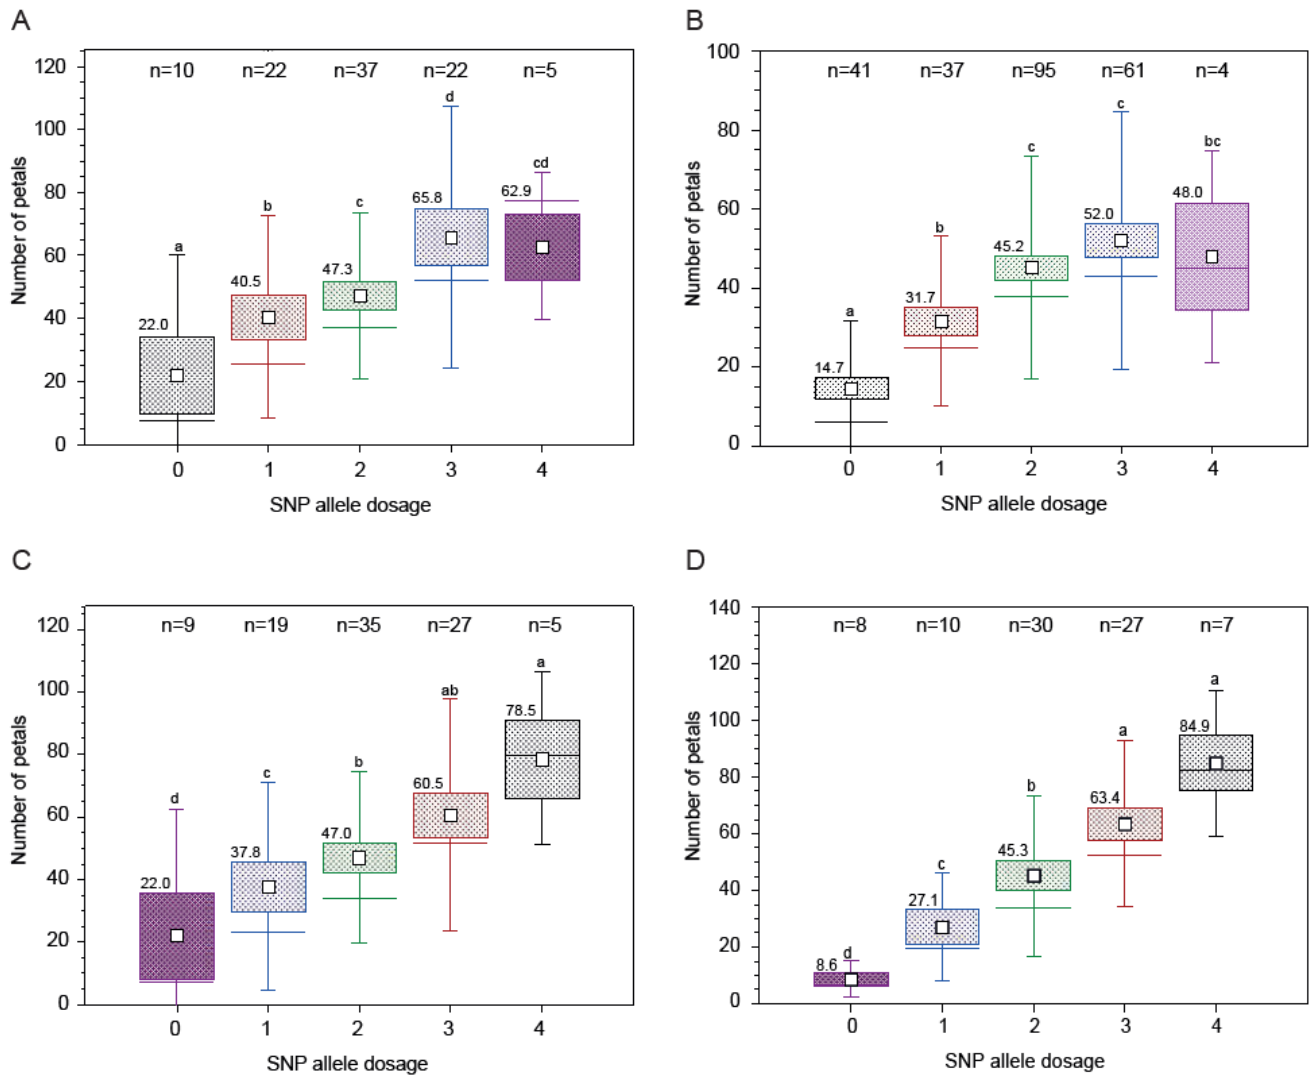 A
n=10 n=22 n=37 n=22 n=5
120
100
80
60
40
20
0
Number of petals
a
22.0
b
40.5
c
47.3
d
65.8
cd
62.9
0 1 2 3 4
SNP allele dosage
B
n=41 n=37 n=95 n=61 n=4
100
80
60
40
20
0
Number of petals
a
14.7
b
31.7
c
45.2
c
52.0
bc
48.0
0 1 2 3 4
SNP allele dosage
C
n=9 n=19 n=35 n=27 n=5
120
100
80
60
40
20
0
Number of petals
d
22.0
c
37.8
b
47.0
ab
60.5
a
78.5
0 1 2 3 4
SNP allele dosage
D
n=8 n=10 n=30 n=27 n=7
140
120
100
80
60
40
20
0
Number of petals
d
8.6
c
27.1
b
45.3
a
63.4
a
84.9
0 1 2 3 4
SNP allele dosage